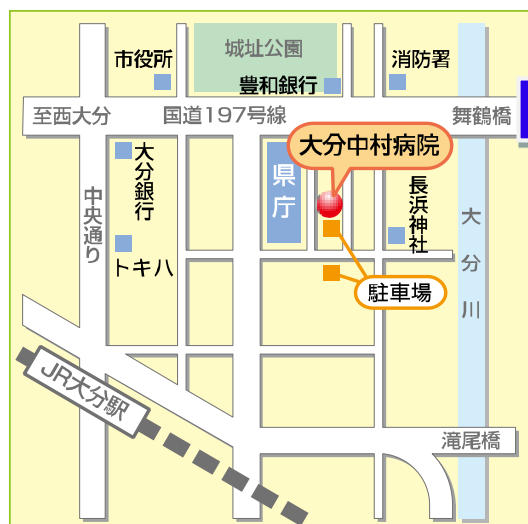 城址公園
市役所
消防署
豊和銀行
至西大分
国道197号線
舞鶴橋
大分中村病院
大分銀行
県庁
長浜神社
中央通り
大分川
トキハ
駐車場
JR大分駅
滝尾橋